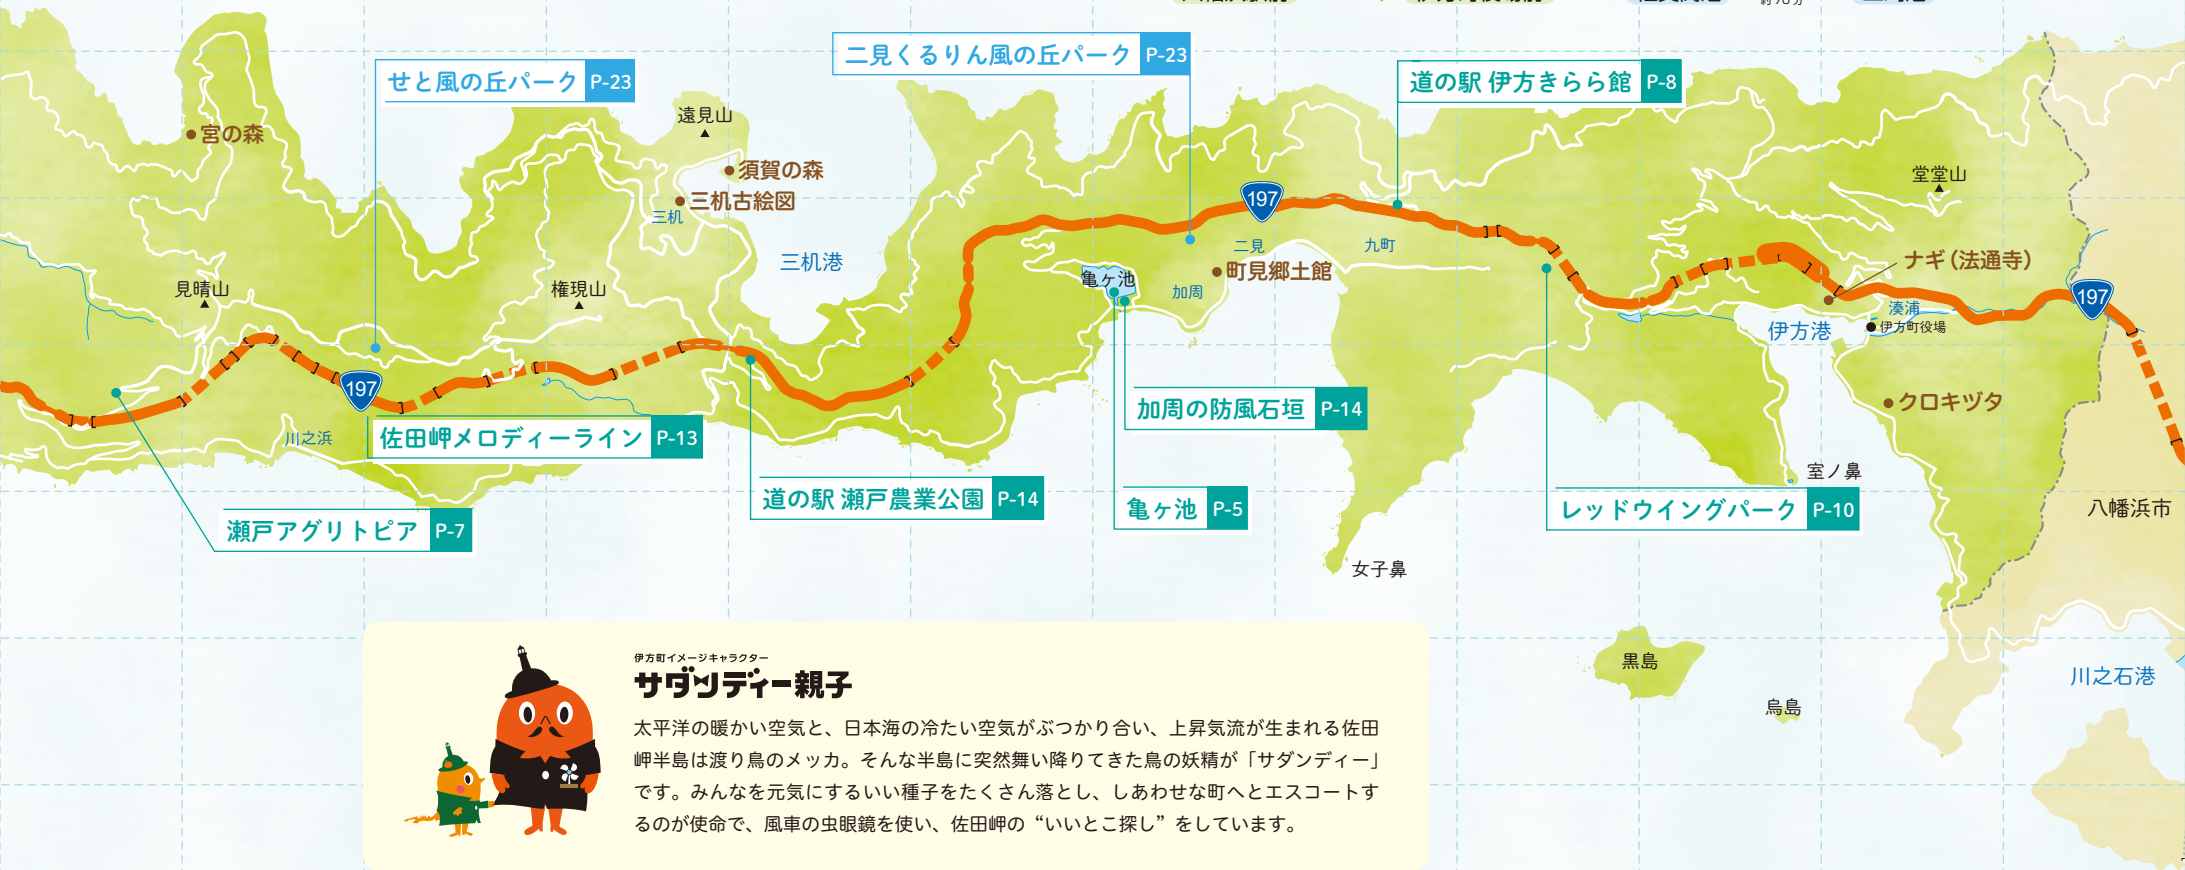 二見くるりん風の丘パーク P-23
せと風の丘パーク P-23
道の駅 伊方きらら館 P-8
遠見山
宮の森
須賀の森
三机古絵図
三机
三机港
197
堂堂山
二見
九町
ナギ（法通寺）
町見郷土館
亀ヶ池
加周
見晴山
権現山
197
湊浦
伊方町役場
伊方港
197
加周の防風石垣 P-14
クロキヅタ
川之浜
佐田岬メロディーライン P-13
室ノ鼻
道の駅 瀬戸農業公園 P-14
亀ヶ池 P-5
レッドウイングパーク P-10
八幡浜市
瀬戸アグリトピア P-7
女子鼻
黒島
烏島
川之石港
伊方町イメージキャラクター
サダンディー親子
太平洋の暖かい空気と、日本海の冷たい空気がぶつかり合い、上昇気流が生まれる佐田
岬半島は渡り鳥のメッカ。そんな半島に突然舞い降りてきた鳥の妖精が「サダンディー」
です。みんなを元気にするいい種子をたくさん落とし、しあわせな町へとエスコートす
るのが使命で、風車の虫眼鏡を使い、佐田岬の“いいとこ探し”をしています。